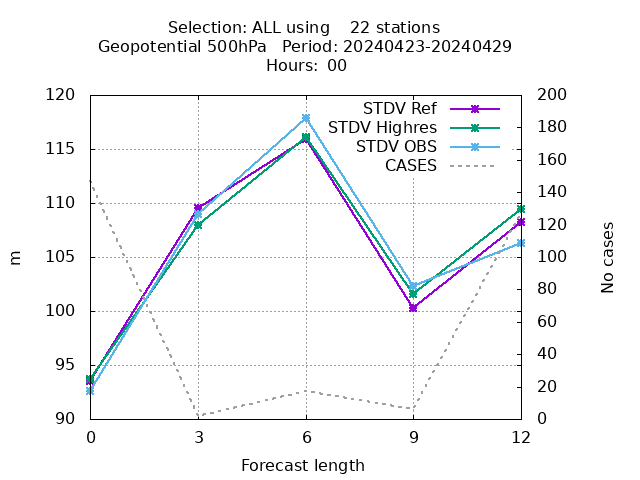 Selection: ALL using    22 stations
Geopotential 500hPa   Period: 20240423-20240429
Hours:  00
STDV Ref
STDV Highres
STDV OBS
CASES
120
115
110
105
100
95
90
m
200
180
160
140
120
100
80
60
40
20
0
No cases
0 3 6 9 12
Forecast length